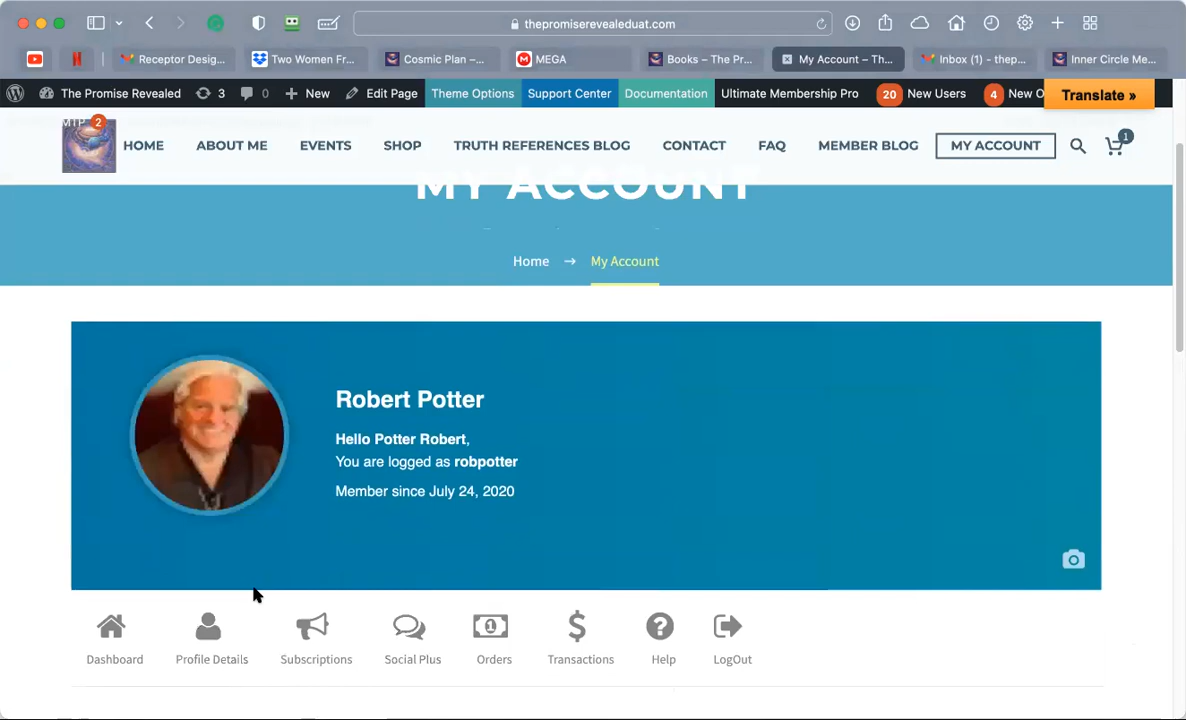 thepromiserevealeduat.com
Receptor Desig...
Two Women Fr...
Cosmic Plan –...
MEGA
Books – The Pr...
My Account – Th...
Inbox (1) - thep...
Inner Circle Me...
The Promise Revealed
3
0
New
Edit Page
Theme Options
Support Center
Documentation
Ultimate Membership Pro
20 New Users
4 New O
Translate »
MTP 2
HOME
ABOUT ME
EVENTS
SHOP
TRUTH REFERENCES BLOG
CONTACT
FAQ
MEMBER BLOG
MY ACCOUNT
1
MY ACCOUNT
Home → My Account
Robert Potter
Hello Potter Robert,
You are logged as robpotter
Member since July 24, 2020
Dashboard
Profile Details
Subscriptions
Social Plus
Orders
Transactions
Help
LogOut